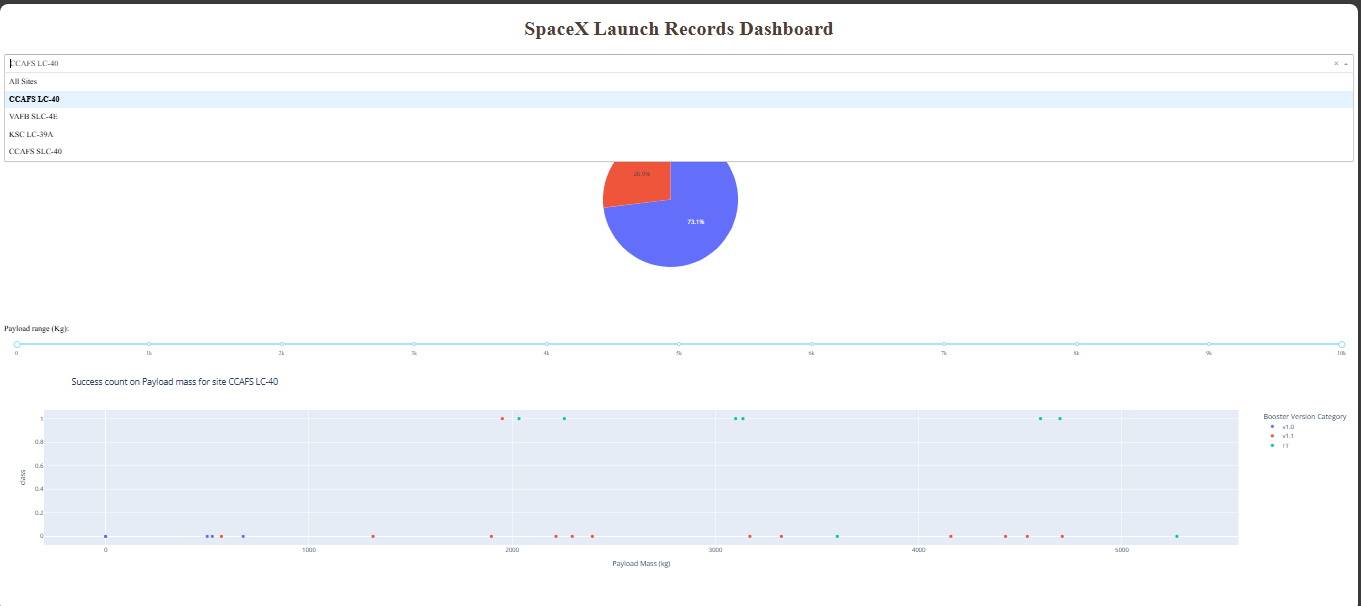 SpaceX Launch Records Dashboard
CCAFS LC-40
All Sites
CCAFS LC-40
VAFB SLC-4E
KSC LC-39A
CCAFS SLC-40
26.9%
73.1%
Payload range (Kg):
0 1k 2k 3k 4k 5k 6k 7k 8k 9k 10k
Success count on Payload mass for site CCAFS LC-40
Booster Version Category
v1.0
v1.1
FT
1
0.8
0.6
0.4
0.2
0
class
0 1000 2000 3000 4000 5000
Payload Mass (kg)